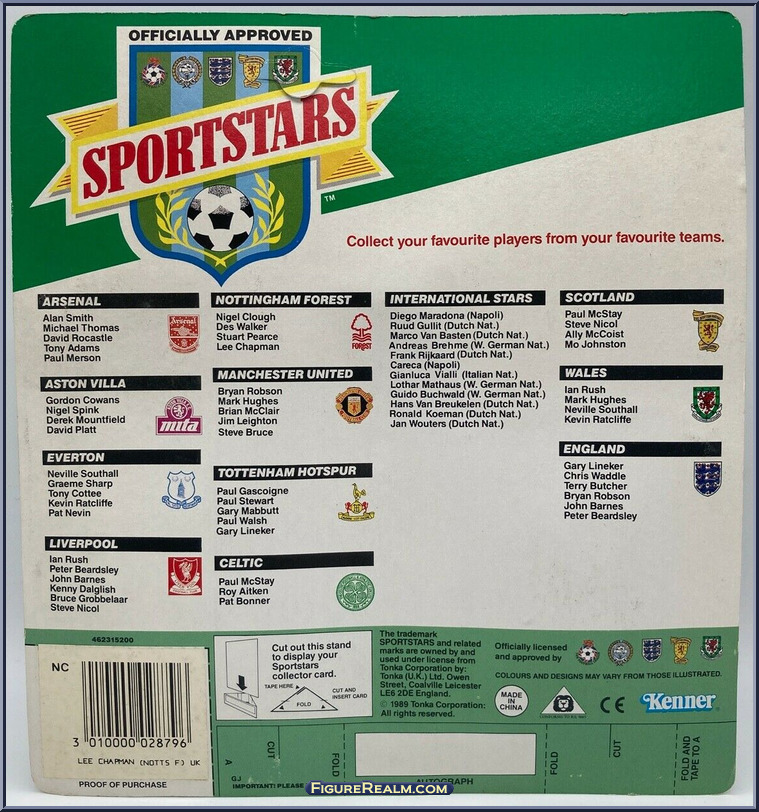 OFFICIALLY APPROVED
SPORTSTARS
TM
Collect your favourite players from your favourite teams.
ARSENAL
Alan Smith
Michael Thomas
David Rocastle
Tony Adams
Paul Merson
Arsenal
ASTON VILLA
Gordon Cowans
Nigel Spink
Derek Mountfield
David Platt
mita
EVERTON
Neville Southall
Graeme Sharp
Tony Cottee
Kevin Ratcliffe
Pat Nevin
LIVERPOOL
Ian Rush
Peter Beardsley
John Barnes
Kenny Dalglish
Bruce Grobbelaar
Steve Nicol
NOTTINGHAM FOREST
Nigel Clough
Des Walker
Stuart Pearce
Lee Chapman
FOREST
MANCHESTER UNITED
Bryan Robson
Mark Hughes
Brian McClair
Jim Leighton
Steve Bruce
TOTTENHAM HOTSPUR
Paul Gascoigne
Paul Stewart
Gary Mabbutt
Paul Walsh
Gary Lineker
CELTIC
Paul McStay
Roy Aitken
Pat Bonner
INTERNATIONAL STARS
Diego Maradona (Napoli)
Ruud Gullit (Dutch Nat.)
Marco Van Basten (Dutch Nat.)
Andreas Brehme (W. German Nat.)
Frank Rijkaard (Dutch Nat.)
Careca (Napoli)
Gianluca Vialli (Italian Nat.)
Lothar Mathaus (W. German Nat.)
Guido Buchwald (W. German Nat.)
Hans Van Breukelen (Dutch Nat.)
Ronald Koeman (Dutch Nat.)
Jan Wouters (Dutch Nat.)
SCOTLAND
Paul McStay
Steve Nicol
Ally McCoist
Mo Johnston
WALES
Ian Rush
Mark Hughes
Neville Southall
Kevin Ratcliffe
ENGLAND
Gary Lineker
Chris Waddle
Terry Butcher
Bryan Robson
John Barnes
Peter Beardsley
462315200
NC
3 010000 028796
LEE CHAPMAN (NOTTS F) UK
PROOF OF PURCHASE
Cut out this stand
to display your
Sportstars
collector card.
TAPE HERE
CUT AND
INSERT CARD
FOLD
The trademark
SPORTSTARS and related
marks are owned by and
used under license from
Tonka Corporation by:
Tonka (U.K.) Ltd. Owen
Street, Coalville Leicester
LE6 2DE England.
© 1989 Tonka Corporation:
All rights reserved.
Officially licensed
and approved by
COLOURS AND DESIGNS MAY VARY FROM THOSE ILLUSTRATED.
MADE
IN
CHINA
CE
Kenner
A
CUT
FOLD
GJ
IMPORTANT! PLEASE
AUTOGRAPH
FOLD
CUT
FOLD AND
TAPE TO A
FIGUREREALM.COM